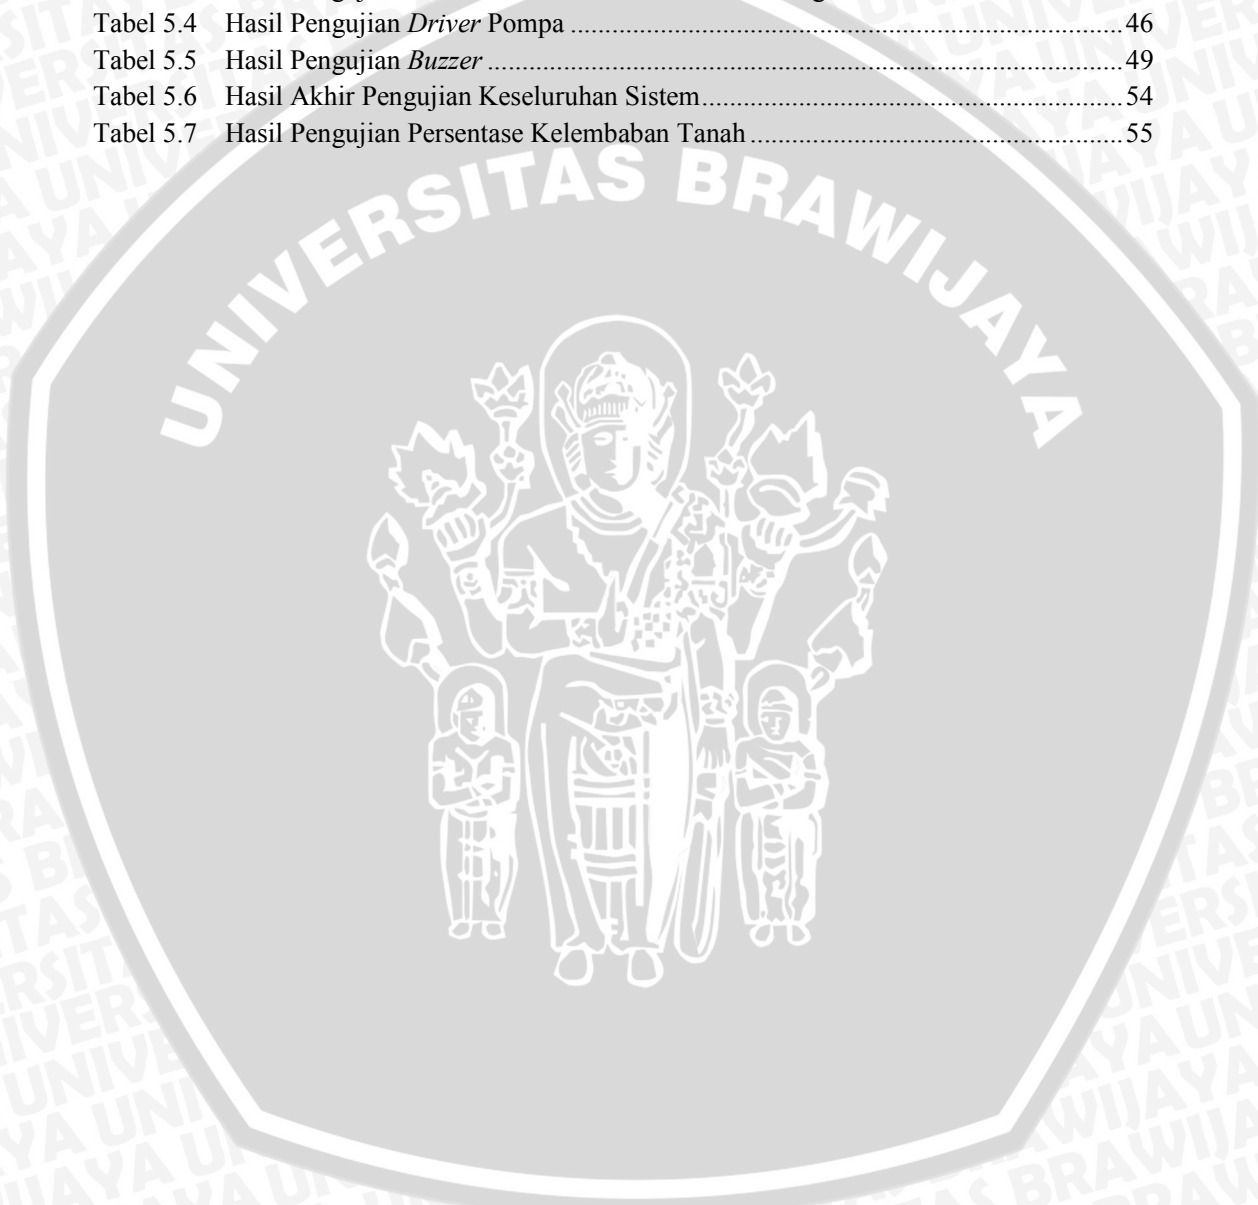 Tabel 5.4 Hasil Pengujian Driver Pompa ................................................................................46
Tabel 5.5 Hasil Pengujian Buzzer ............................................................................................49
Tabel 5.6 Hasil Akhir Pengujian Keseluruhan Sistem.............................................................54
Tabel 5.7 Hasil Pengujian Persentase Kelembaban Tanah ......................................................55
UNIVERSITAS BRAWIJAYA